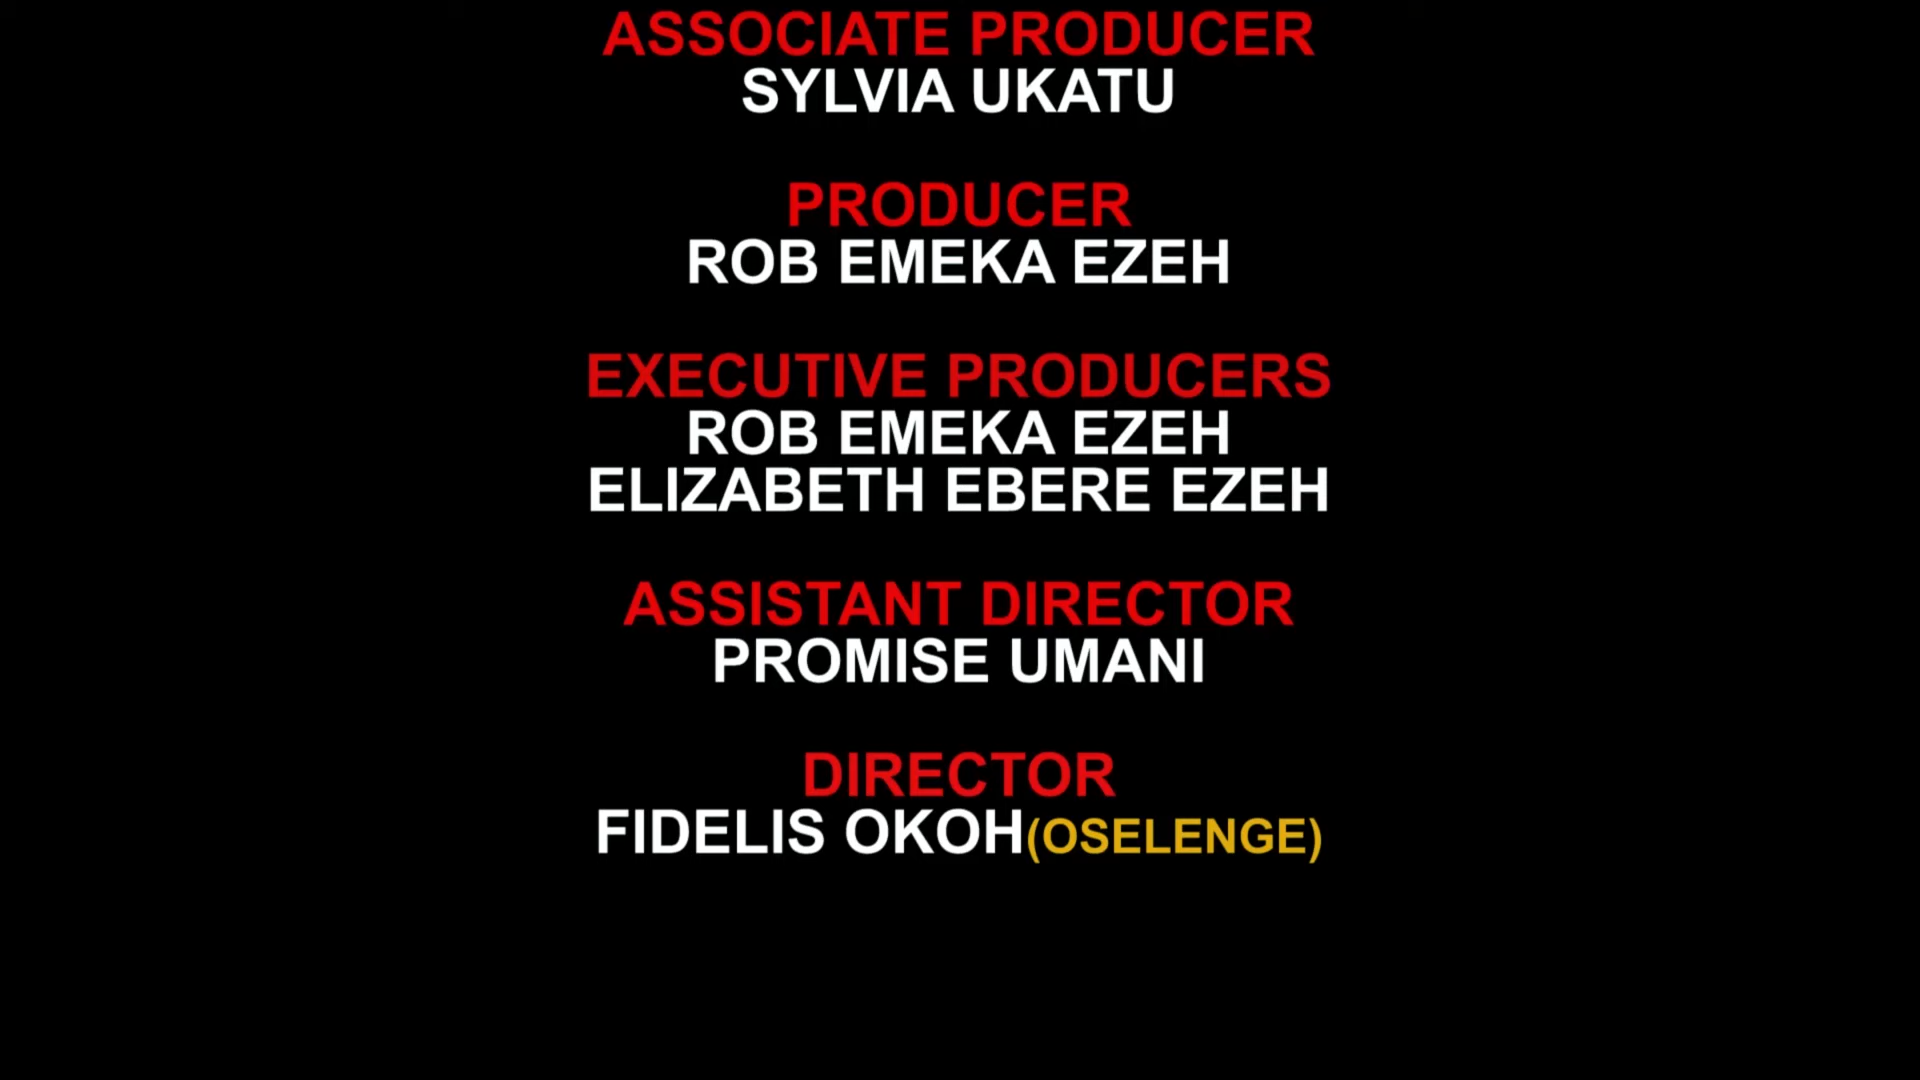 ASSOCIATE PRODUCER
SYLVIA UKATU
PRODUCER
ROB EMEKA EZEH
EXECUTIVE PRODUCERS
ROB EMEKA EZEH
ELIZABETH EBERE EZEH
ASSISTANT DIRECTOR
PROMISE UMANI
DIRECTOR
FIDELIS OKOH(OSELENGE)